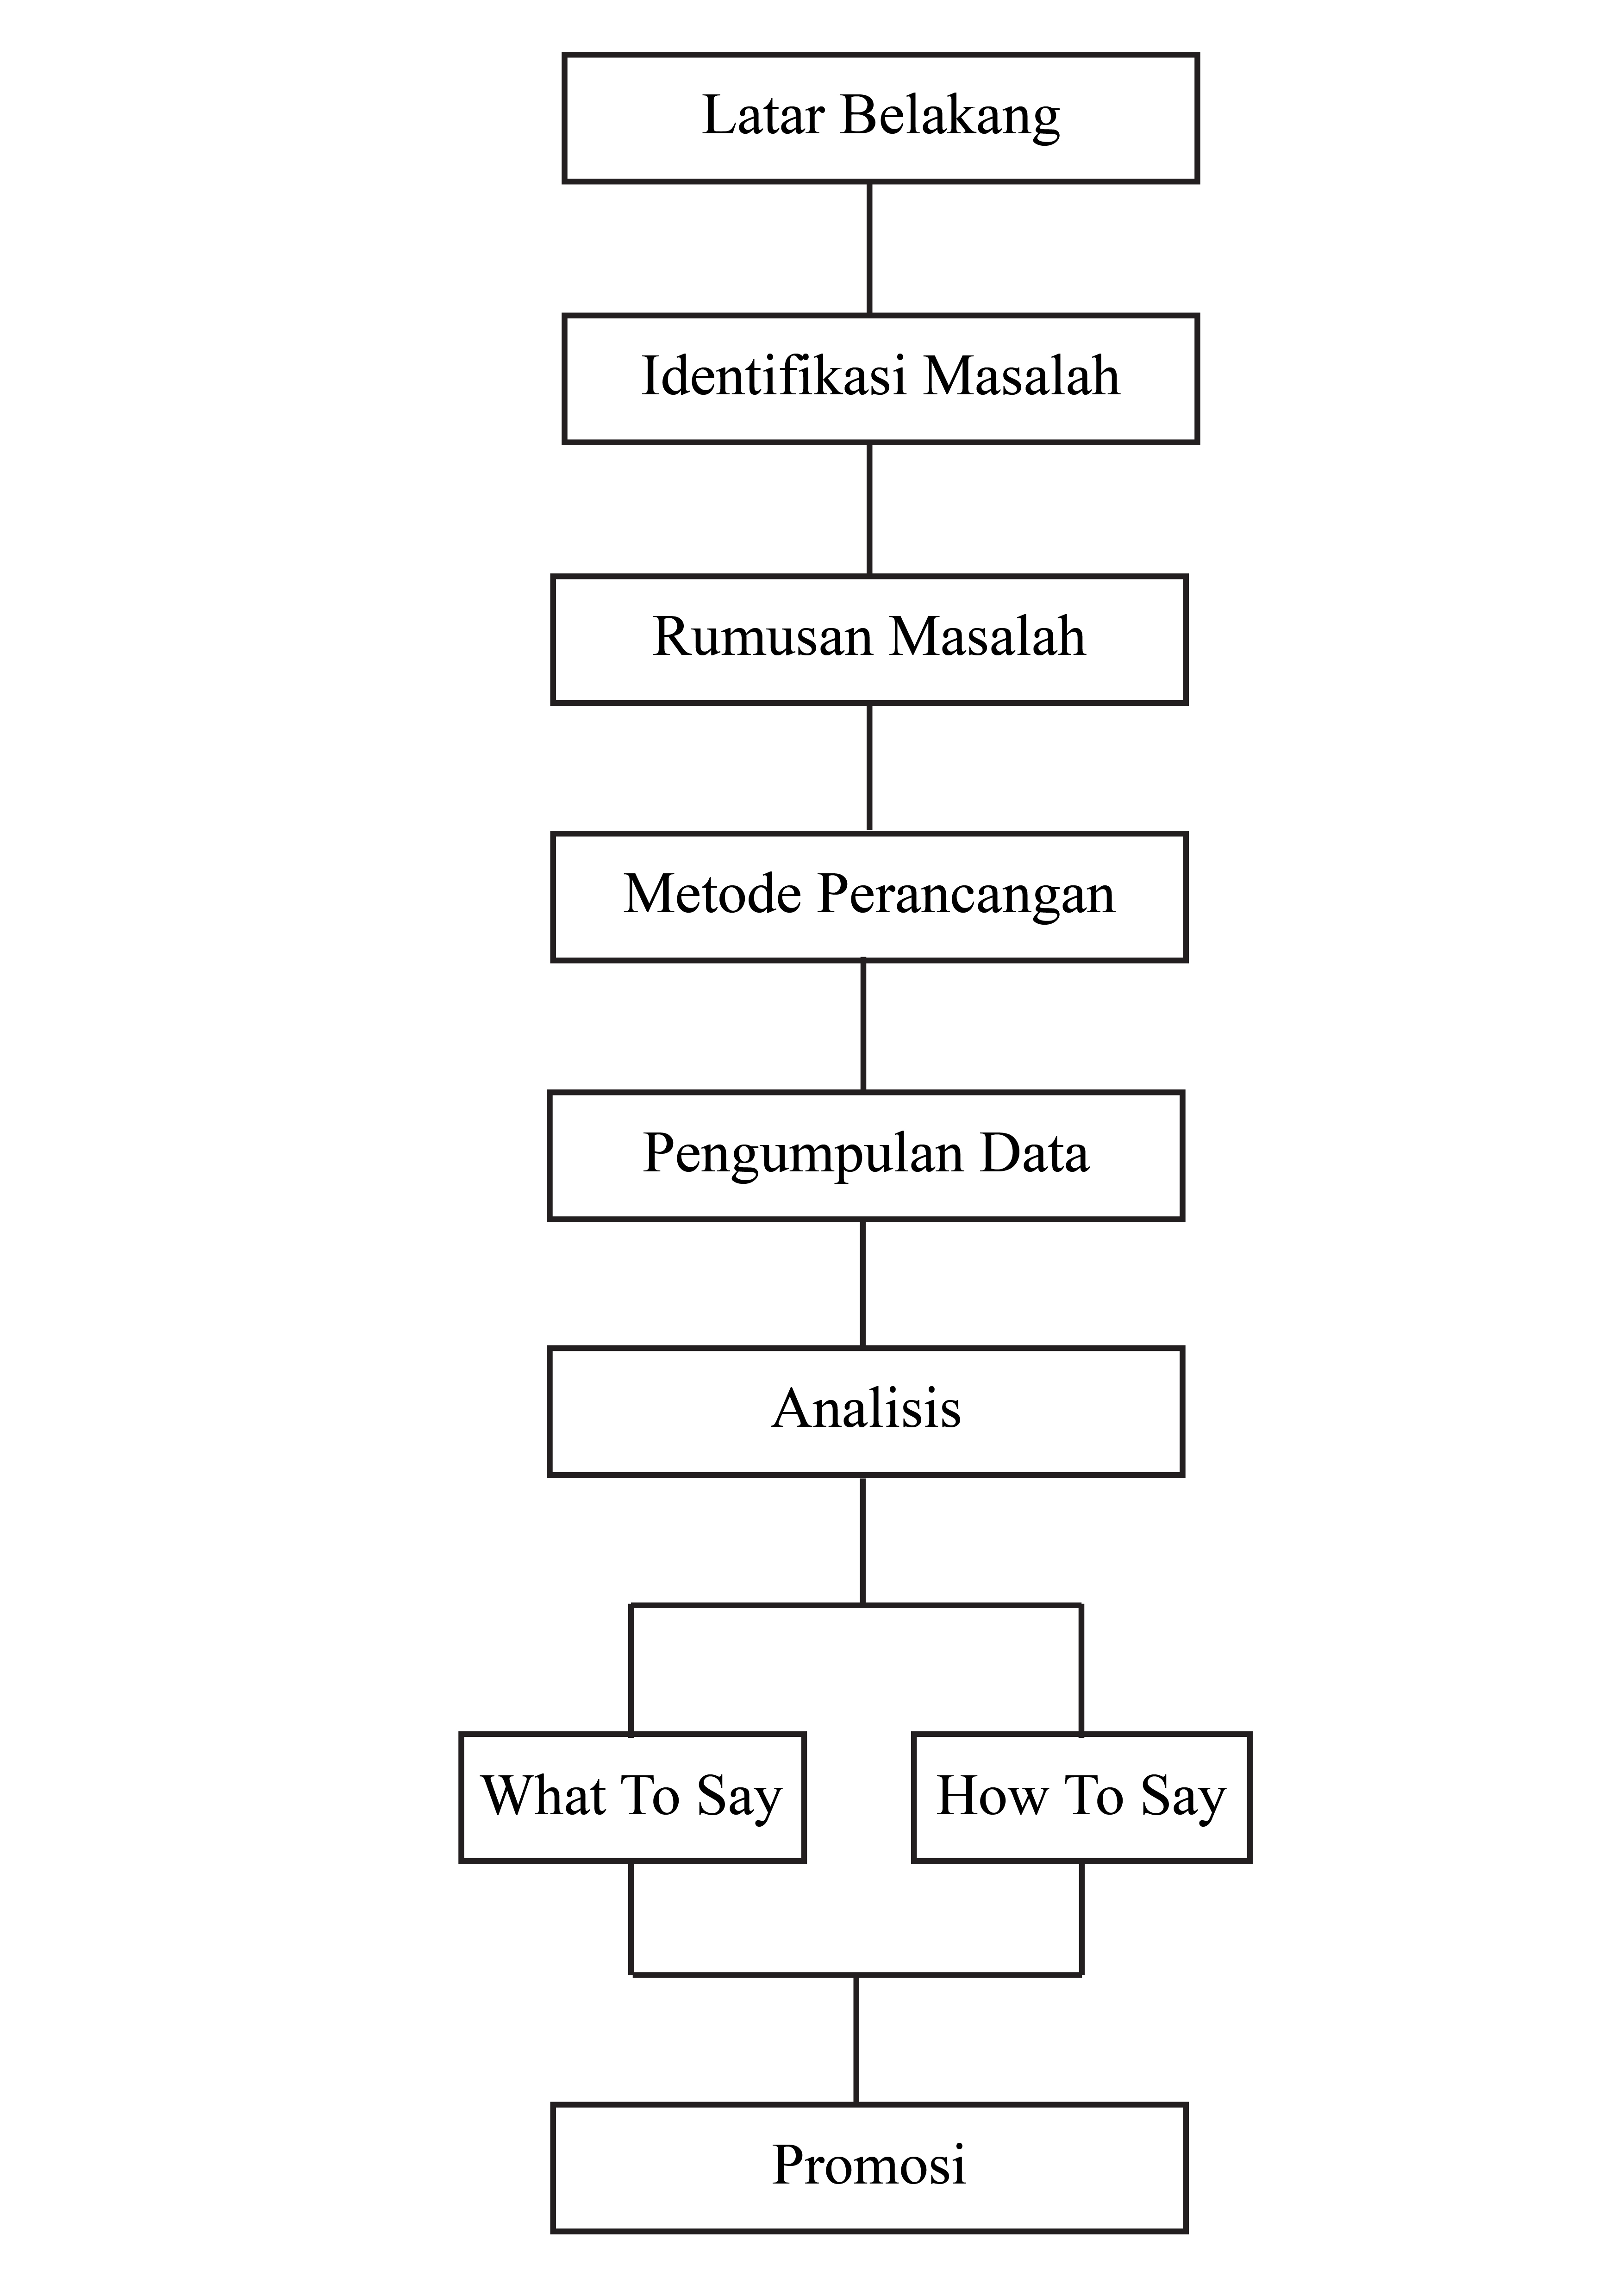 Latar Belakang
Identifikasi Masalah
Rumusan Masalah
Metode Perancangan
Pengumpulan Data
Analisis
What To Say
How To Say
Promosi